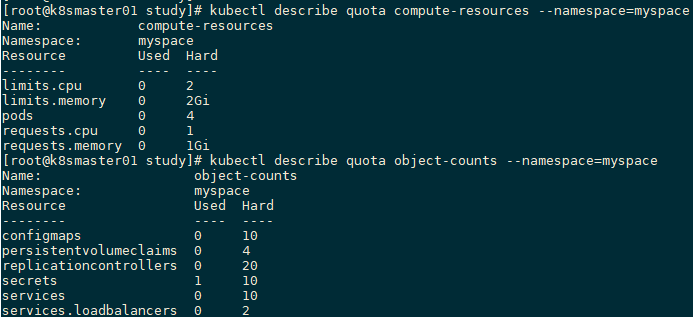 [root@k8smaster01 study]# kubectl describe quota compute-resources --namespace=myspace
Name:            compute-resources
Namespace:       myspace
Resource         Used  Hard
--------         ----  ----
limits.cpu       0     2
limits.memory    0     2Gi
pods             0     4
requests.cpu     0     1
requests.memory  0     1Gi
[root@k8smaster01 study]# kubectl describe quota object-counts --namespace=myspace
Name:                   object-counts
Namespace:              myspace
Resource                Used  Hard
--------                ----  ----
configmaps              0     10
persistentvolumeclaims  0     4
replicationcontrollers  0     20
secrets                 1     10
services                0     10
services.loadbalancers  0     2